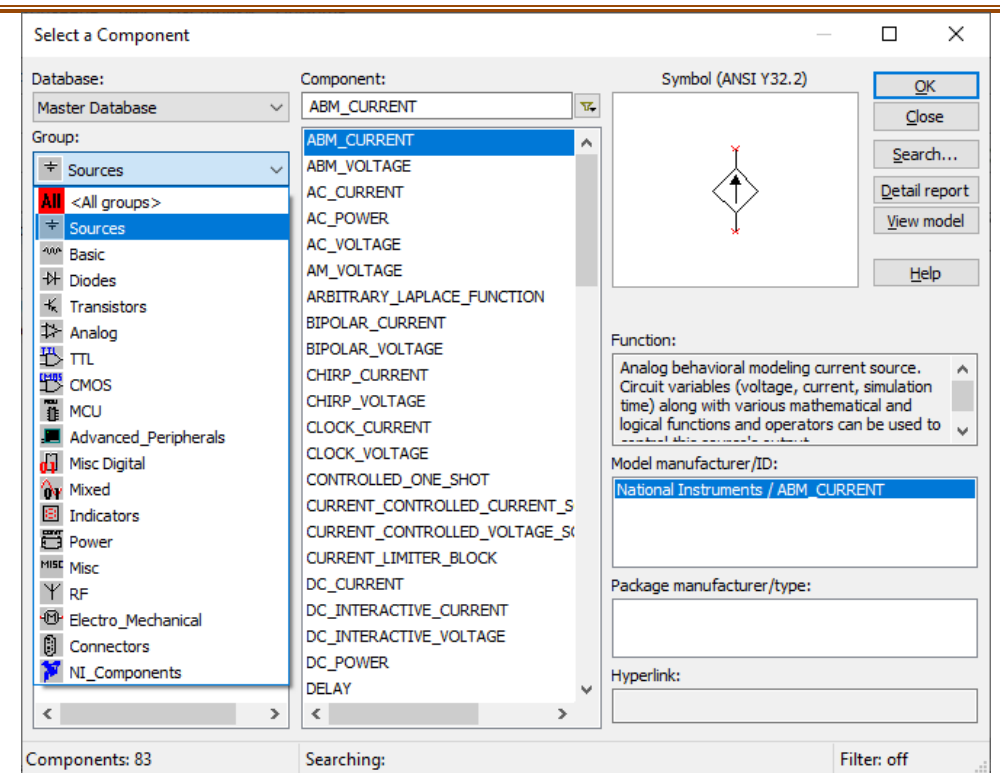 Select a Component
Database:
Master Database
Group:
Sources
All <All groups>
Sources
Basic
Diodes
Transistors
Analog
TTL
CMOS
MCU
Advanced_Peripherals
Misc Digital
Mixed
Indicators
Power
MISC Misc
RF
Electro_Mechanical
Connectors
NI_Components
Component:
ABM_CURRENT
ABM_CURRENT
ABM_VOLTAGE
AC_CURRENT
AC_POWER
AC_VOLTAGE
AM_VOLTAGE
ARBITRARY_LAPLACE_FUNCTION
BIPOLAR_CURRENT
BIPOLAR_VOLTAGE
CHIRP_CURRENT
CHIRP_VOLTAGE
CLOCK_CURRENT
CLOCK_VOLTAGE
CONTROLLED_ONE_SHOT
CURRENT_CONTROLLED_CURRENT_S
CURRENT_CONTROLLED_VOLTAGE_S
CURRENT_LIMITER_BLOCK
DC_CURRENT
DC_INTERACTIVE_CURRENT
DC_INTERACTIVE_VOLTAGE
DC_POWER
DELAY
Symbol (ANSI Y32.2)
OK
Close
Search...
Detail report
View model
Help
Function:
Analog behavioral modeling current source.
Circuit variables (voltage, current, simulation
time) along with various mathematical and
logical functions and operators can be used to
control this source's output
Model manufacturer/ID:
National Instruments / ABM_CURRENT
Package manufacturer/type:
Hyperlink:
Components: 83
Searching:
Filter: off